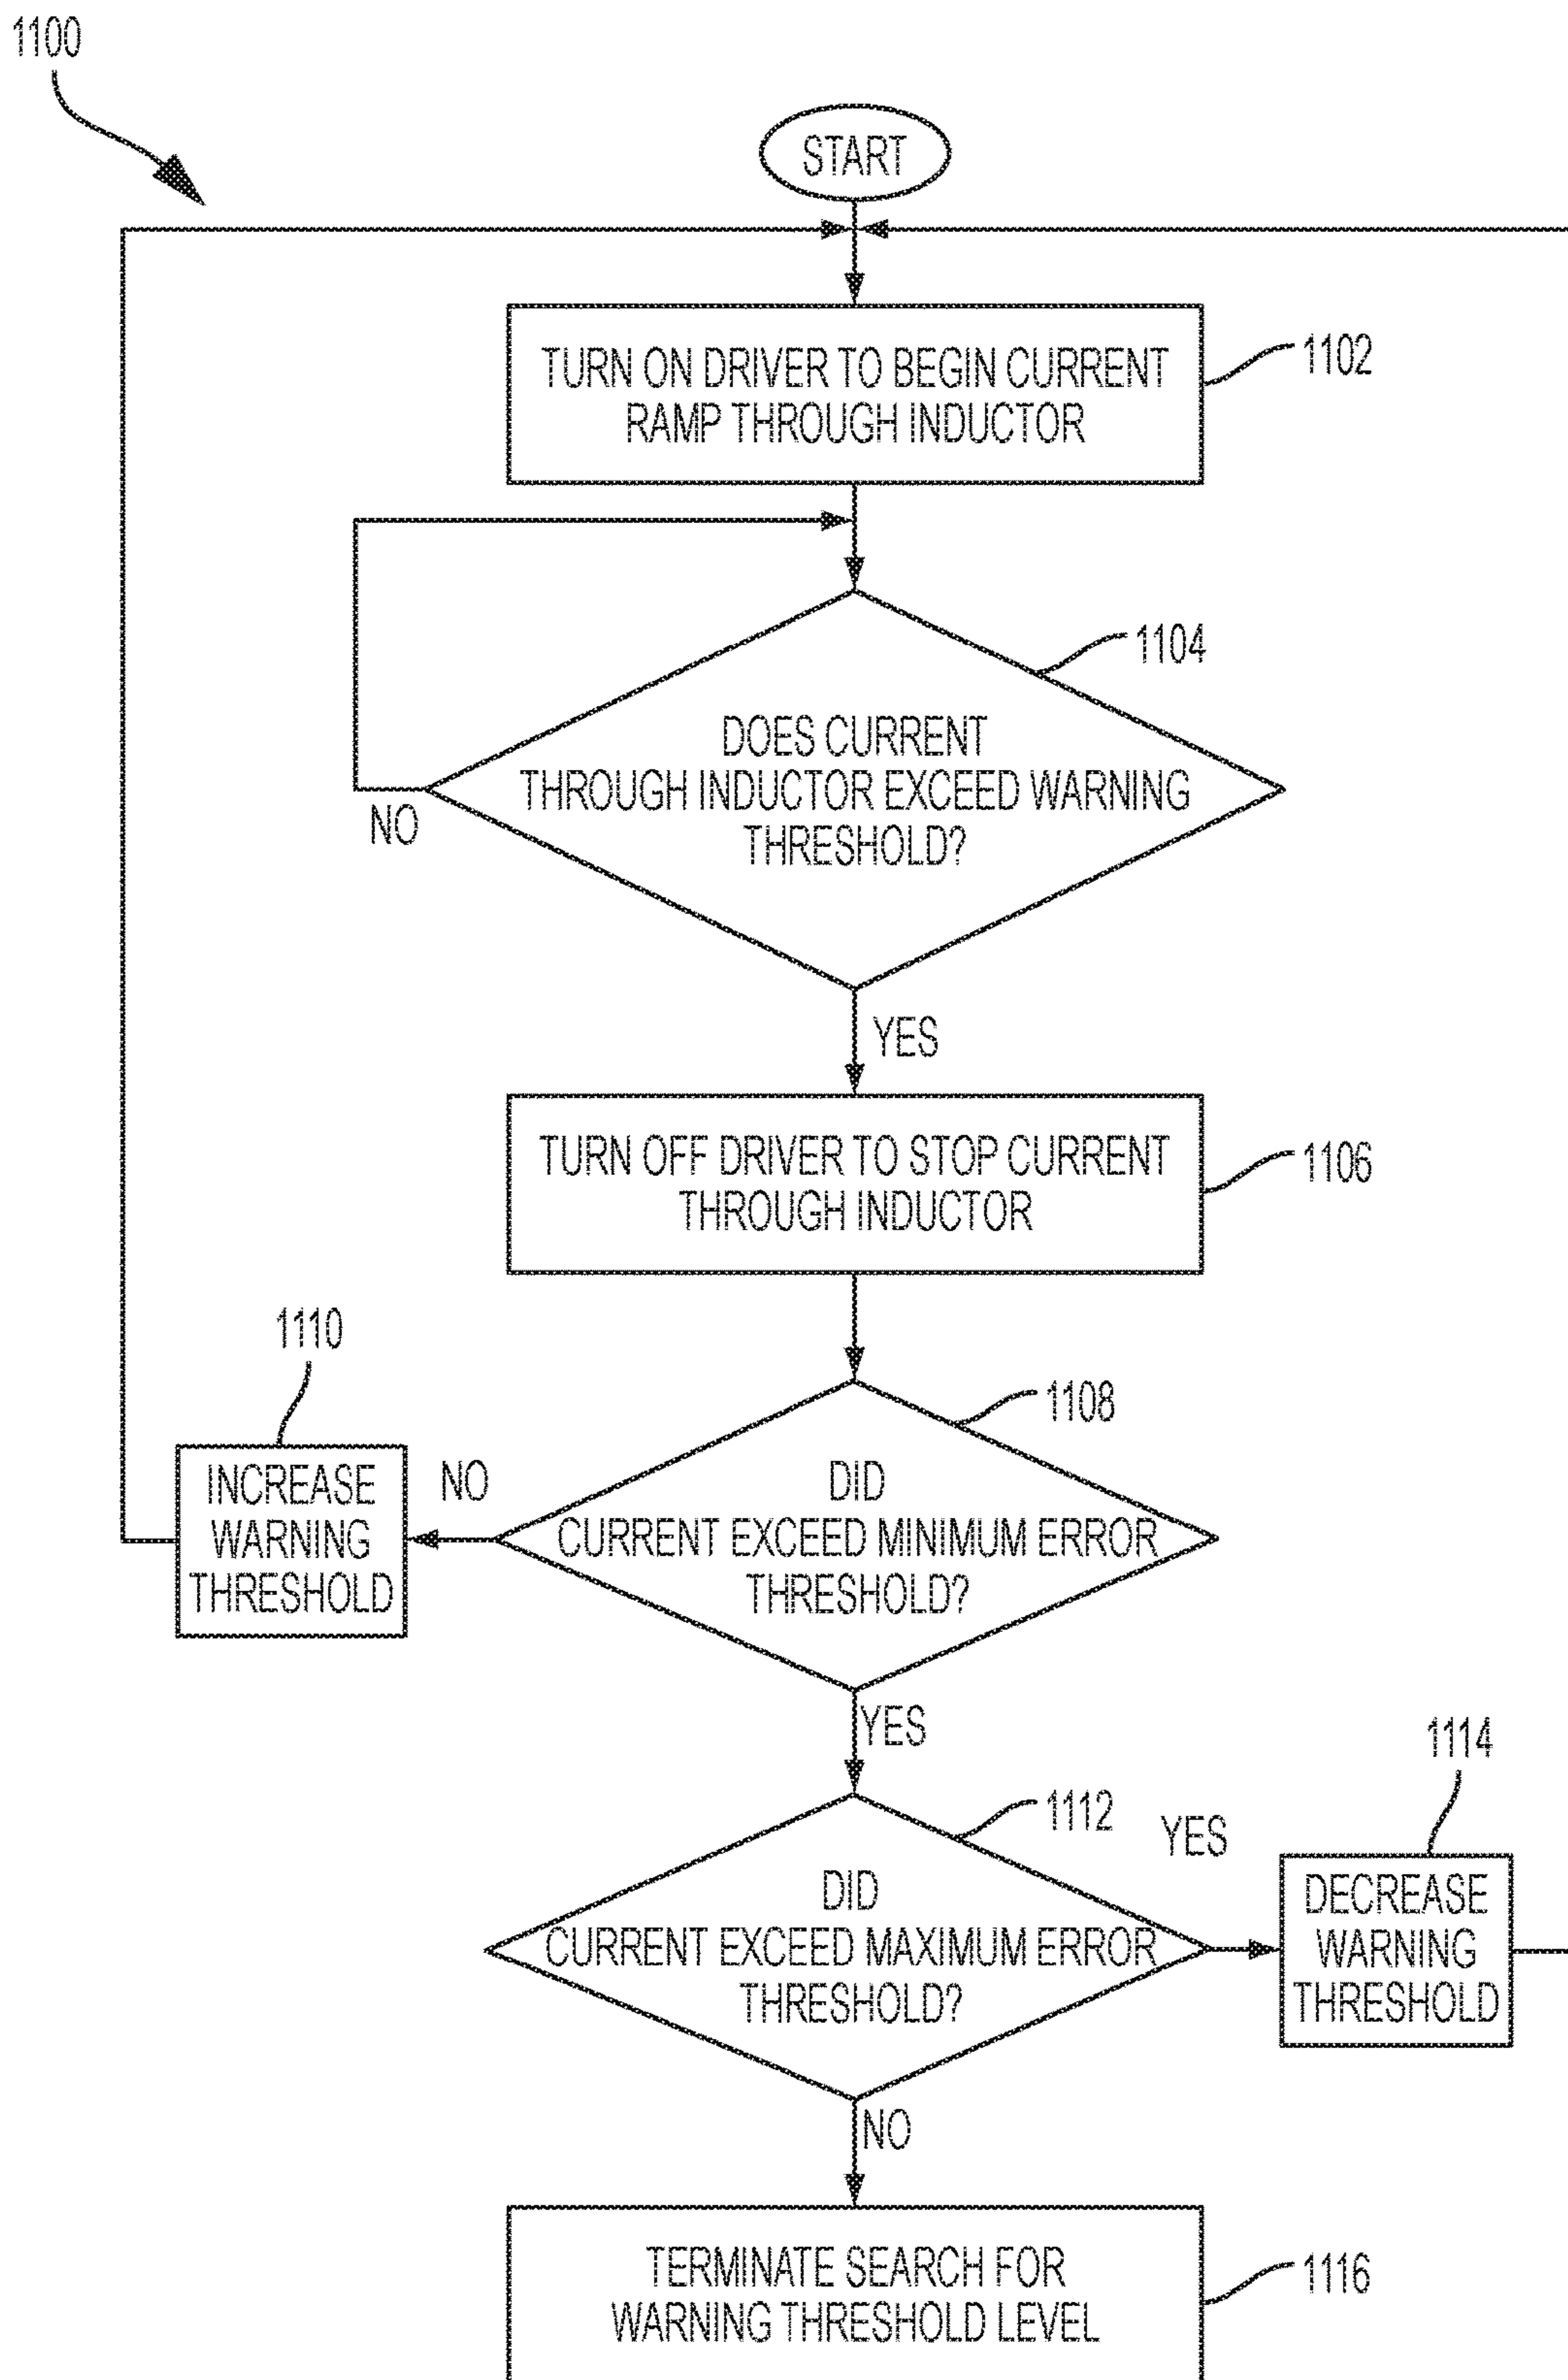 1100
START
TURN ON DRIVER TO BEGIN CURRENT
RAMP THROUGH INDUCTOR
1102
1104
DOES CURRENT
THROUGH INDUCTOR EXCEED WARNING
THRESHOLD?
NO
YES
TURN OFF DRIVER TO STOP CURRENT
THROUGH INDUCTOR
1106
1110
1108
INCREASE
WARNING
THRESHOLD
NO
DID
CURRENT EXCEED MINIMUM ERROR
THRESHOLD?
YES
1114
1112
YES
DID
CURRENT EXCEED MAXIMUM ERROR
THRESHOLD?
DECREASE
WARNING
THRESHOLD
NO
TERMINATE SEARCH FOR
WARNING THRESHOLD LEVEL
1116